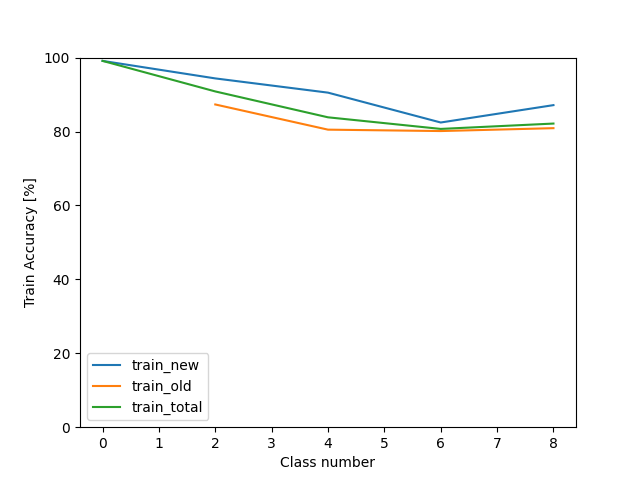 100
80
60
40
20
0
Train Accuracy [%]
train_new
train_old
train_total
0 1 2 3 4 5 6 7 8
Class number